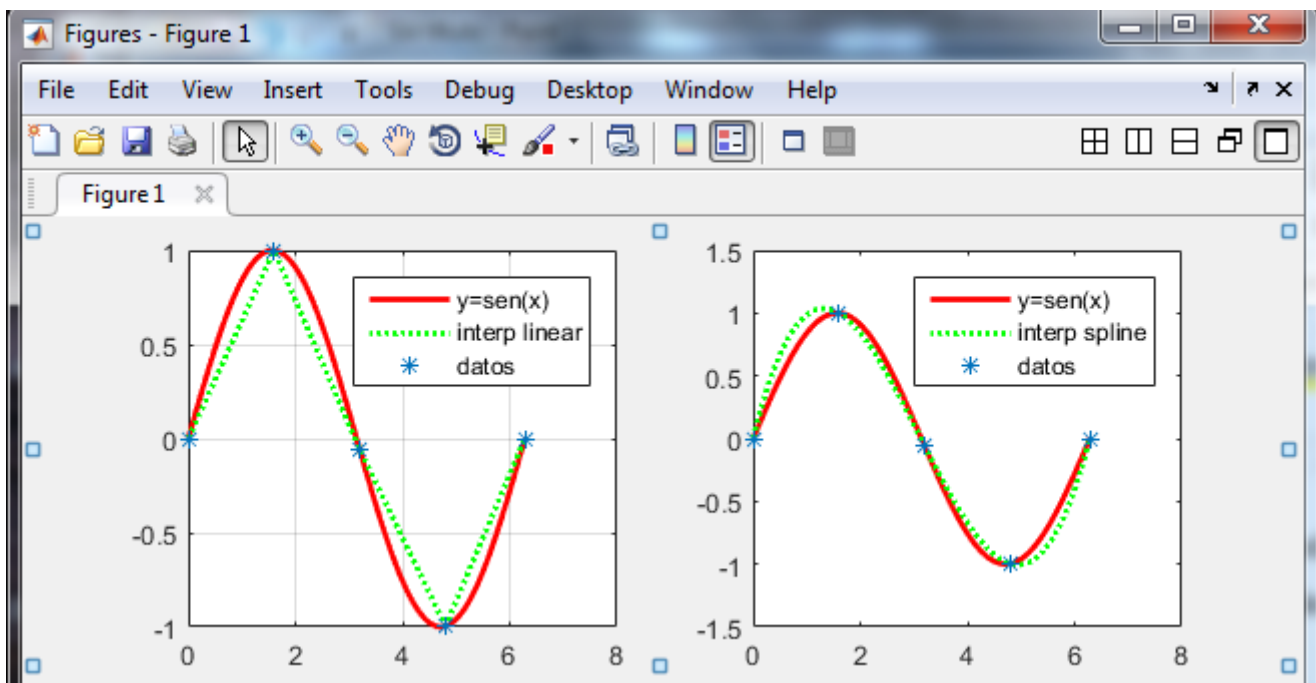 Figures - Figure 1
File Edit View Insert Tools Debug Desktop Window Help
Figure 1
1
0.5
0
-0.5
-1
0 2 4 6 8
y=sen(x)
interp linear
datos
1.5
1
0.5
0
-0.5
-1
-1.5
0 2 4 6 8
y=sen(x)
interp spline
datos